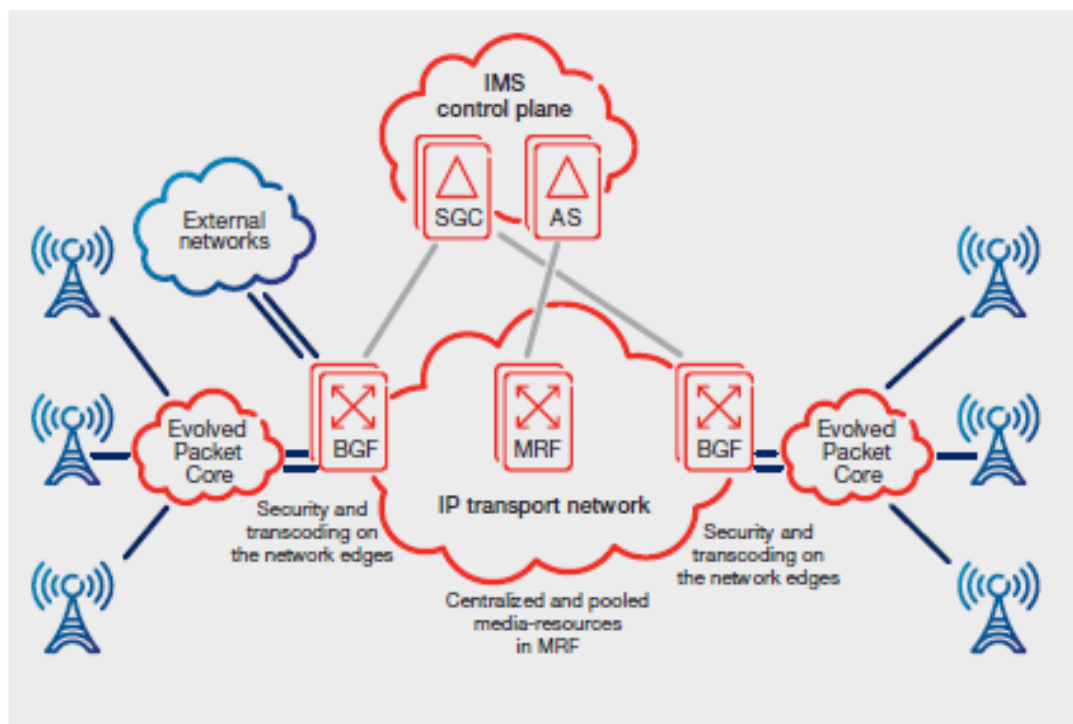 IMS
control plane
SGC
AS
External
networks
BGF
MRF
BGF
Evolved
Packet
Core
Evolved
Packet
Core
IP transport network
Security and
transcoding on
the network edges
Security and
transcoding on
the network edges
Centralized and pooled
media-resources
in MRF